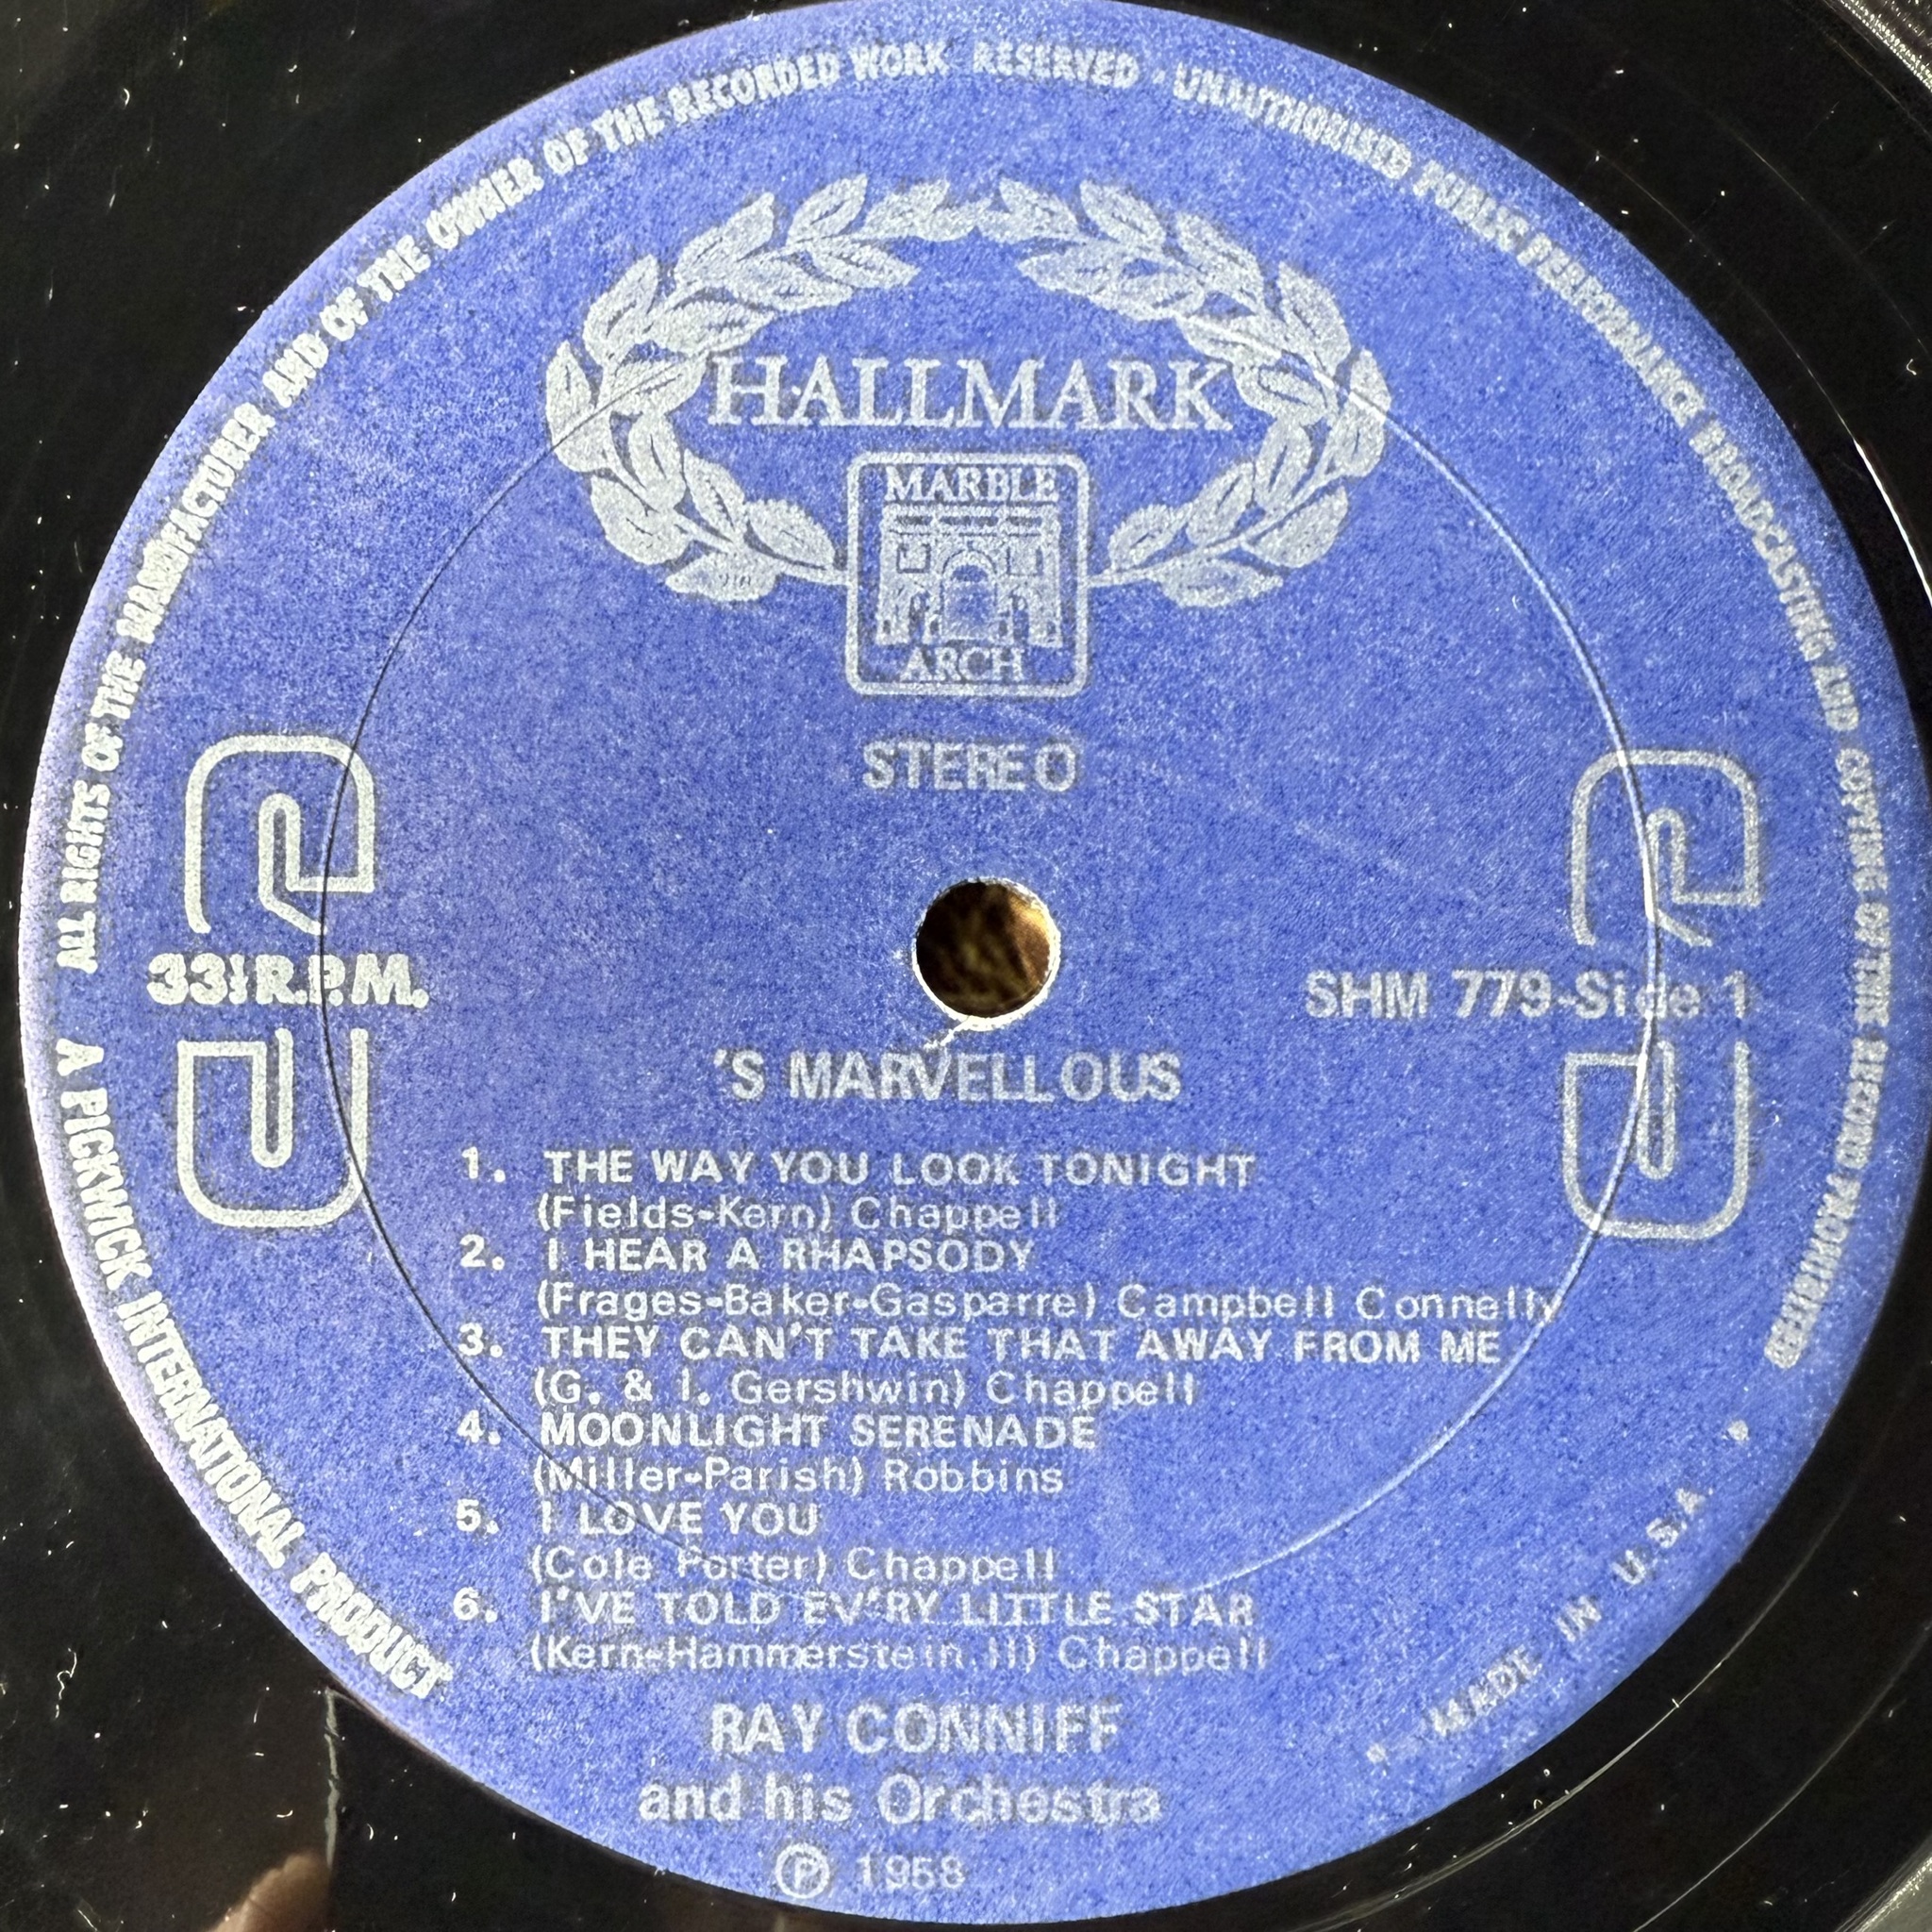 ALL RIGHTS OF THE MANUFACTURER AND OF THE OWNER OF THE RECORDED WORK RESERVED · UNAUTHORISED PUBLIC PERFORMANCE BROADCASTING AND COPYING OF THIS RECORD PROHIBITED
HALLMARK
MARBLE
ARCH
STEREO
33⅓ R.P.M.
SHM 779-Side 1
'S MARVELLOUS
1. THE WAY YOU LOOK TONIGHT
(Fields-Kern) Chappell
2. I HEAR A RHAPSODY
(Frages-Baker-Gasparre) Campbell Connelly
3. THEY CAN'T TAKE THAT AWAY FROM ME
(G. & I. Gershwin) Chappell
4. MOONLIGHT SERENADE
(Miller-Parish) Robbins
5. I LOVE YOU
(Cole Porter) Chappell
6. I'VE TOLD EV'RY LITTLE STAR
(Kern-Hammerstein II) Chappell
RAY CONNIFF
and his Orchestra
Ⓟ 1958
A PICKWICK INTERNATIONAL PRODUCT
• MADE IN U.S.A. •